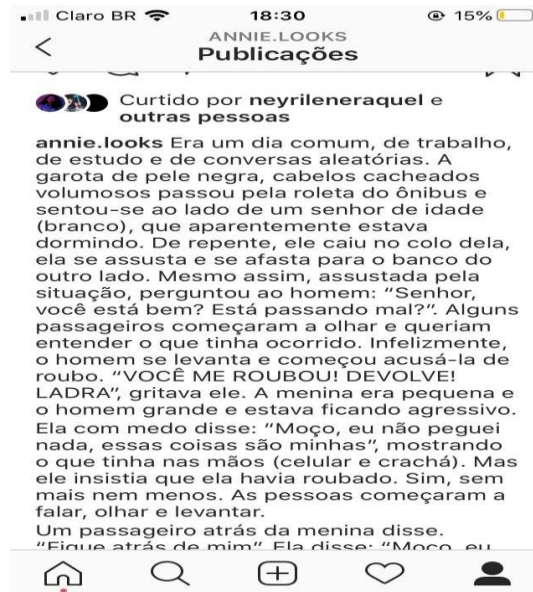 Claro BR 18:30 15%
ANNIE.LOOKS
Publicações
Curtido por neyrileneraquel e
outras pessoas
annie.looks Era um dia comum, de trabalho,
de estudo e de conversas aleatórias. A
garota de pele negra, cabelos cacheados
volumosos passou pela roleta do ônibus e
sentou-se ao lado de um senhor de idade
(branco), que aparentemente estava
dormindo. De repente, ele caiu no colo dela,
ela se assusta e se afasta para o banco do
outro lado. Mesmo assim, assustada pela
situação, perguntou ao homem: “Senhor,
você está bem? Está passando mal?”. Alguns
passageiros começaram a olhar e queriam
entender o que tinha ocorrido. Infelizmente,
o homem se levanta e começou acusá-la de
roubo. “VOCÊ ME ROUBOU! DEVOLVE!
LADRA”, gritava ele. A menina era pequena e
o homem grande e estava ficando agressivo.
Ela com medo disse: “Moço, eu não peguei
nada, essas coisas são minhas”, mostrando
o que tinha nas mãos (celular e crachá). Mas
ele insistia que ela havia roubado. Sim, sem
mais nem menos. As pessoas começaram a
falar, olhar e levantar.
Um passageiro atrás da menina disse.
“Fique atrás de mim”. Ela disse: “Moço, eu